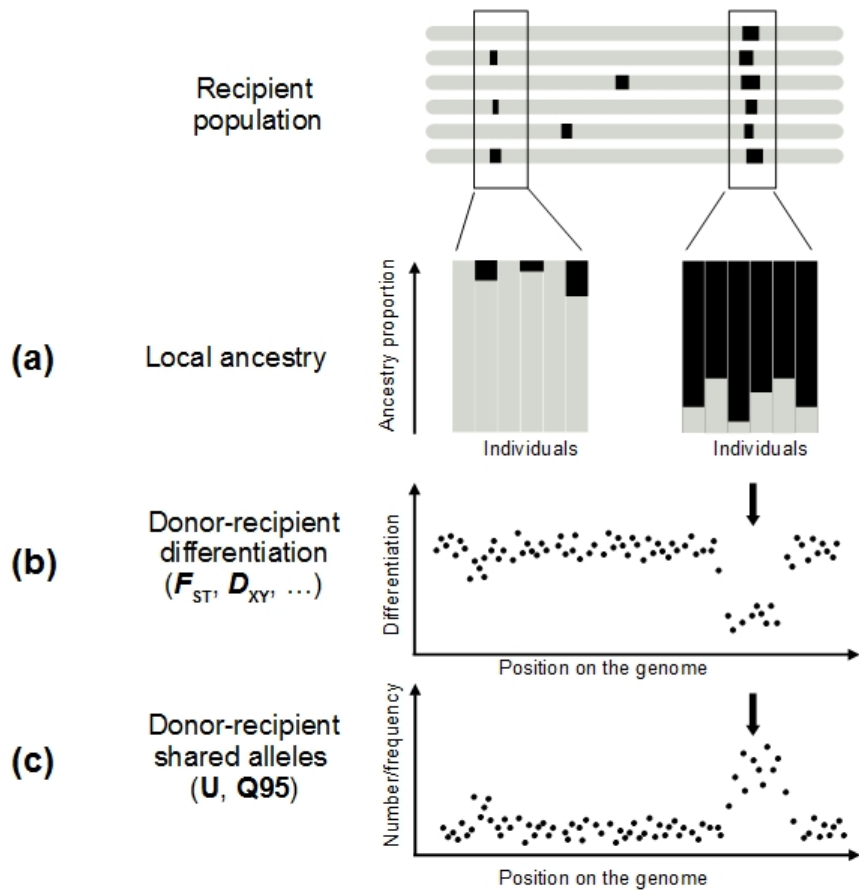 Recipient
population
(a)
Local ancestry
Ancestry proportion
Individuals
Individuals
(b)
Donor-recipient
differentiation
(FST, DXY, ...)
Differentiation
Position on the genome
(c)
Donor-recipient
shared alleles
(U, Q95)
Number/frequency
Position on the genome